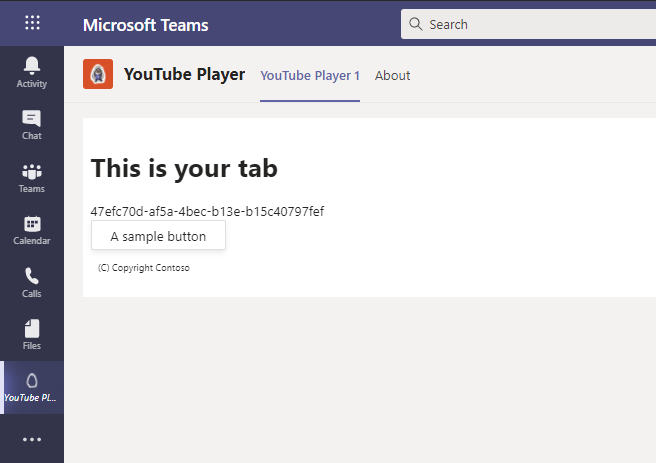 Microsoft Teams
Search
Activity
Chat
Teams
Calendar
Calls
Files
YouTube Pl...
YouTube Player
YouTube Player 1
About
This is your tab
47efc70d-af5a-4bec-b13e-b15c40797fef
A sample button
(C) Copyright Contoso